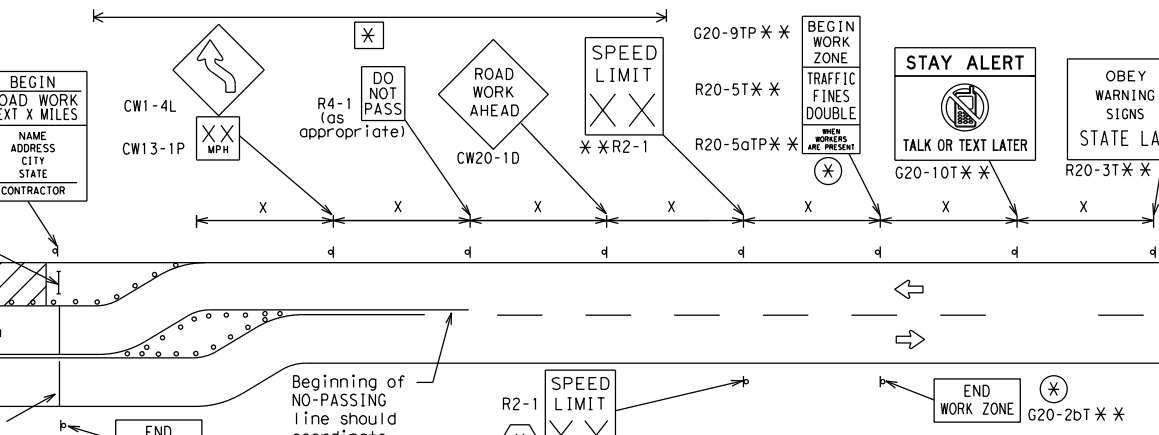 BEGIN
ROAD WORK
NEXT X MILES
NAME
ADDRESS
CITY
STATE
CONTRACTOR
CW1-4L
XX
MPH
CW13-1P
*
R4-1
(as
appropriate)
DO
NOT
PASS
ROAD
WORK
AHEAD
CW20-1D
SPEED
LIMIT
X X
* * R2-1
G20-9TP * *
R20-5T * *
R20-5aTP * *
BEGIN
WORK
ZONE
TRAFFIC
FINES
DOUBLE
WHEN
WORKERS
ARE PRESENT
*
STAY ALERT
TALK OR TEXT LATER
G20-10T * *
OBEY
WARNING
SIGNS
STATE LA
R20-3T * *
X X X X X X X
Beginning of
NO-PASSING
line should
coordinate
R2-1
SPEED
LIMIT
X X
END
WORK ZONE
*
G20-2bT * *
END